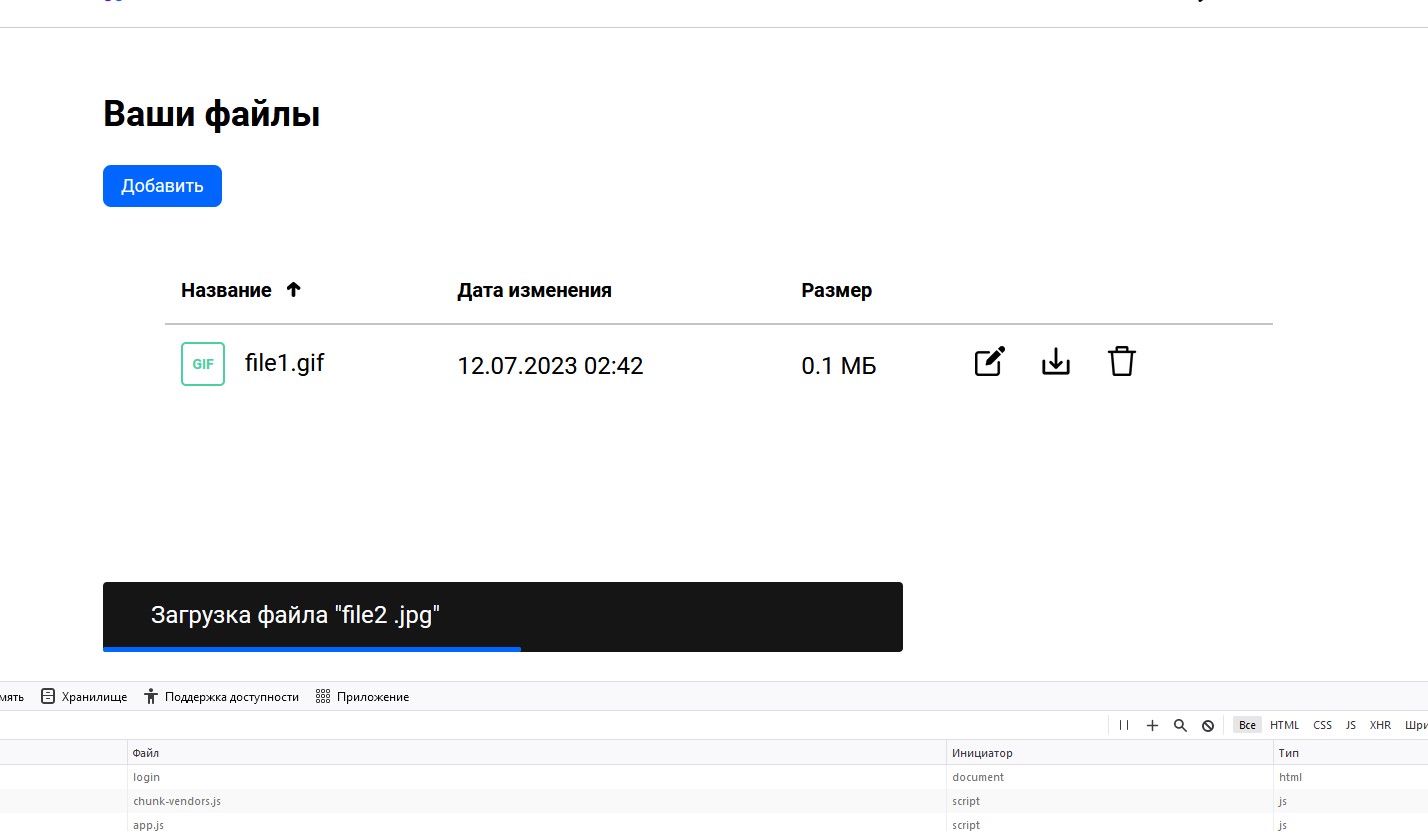 Ваши файлы
Добавить
Название Дата изменения Размер
GIF file1.gif 12.07.2023 02:42 0.1 МБ
Загрузка файла "file2 .jpg"
Хранилище Поддержка доступности Приложение
Все HTML CSS JS XHR
Файл Инициатор Тип
login document html
chunk-vendors.js script js
app.js script js